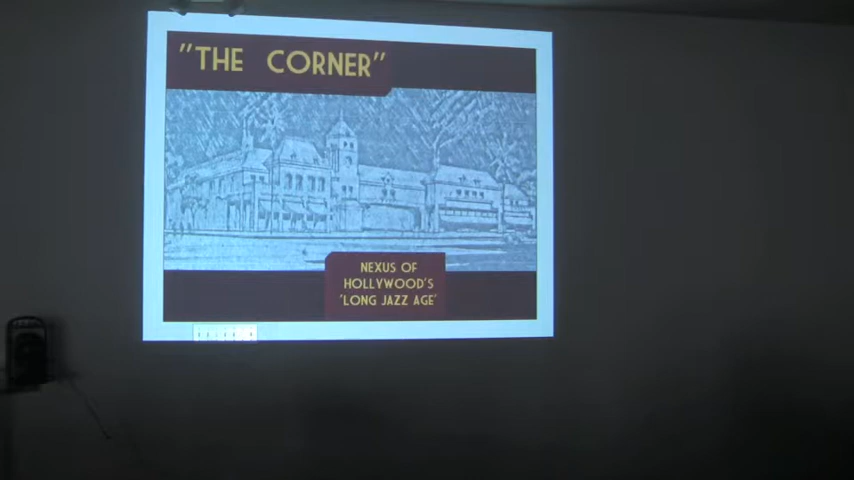 "THE CORNER"
NEXUS OF
HOLLYWOOD'S
'LONG JAZZ AGE'